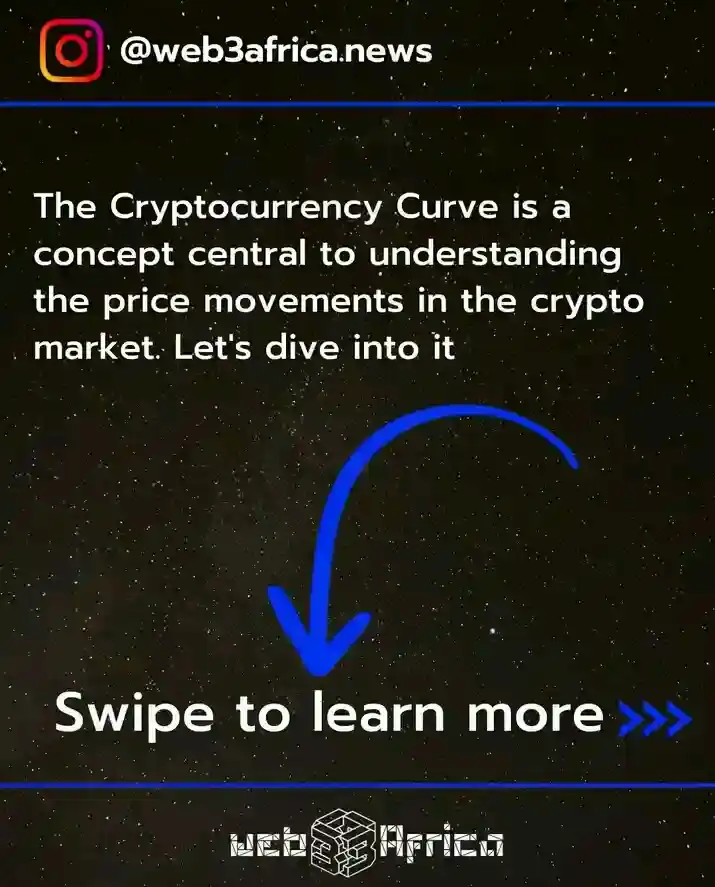 @web3africa.news
The Cryptocurrency Curve is a
concept central to understanding
the price movements in the crypto
market. Let's dive into it
Swipe to learn more >>>
web3Africa